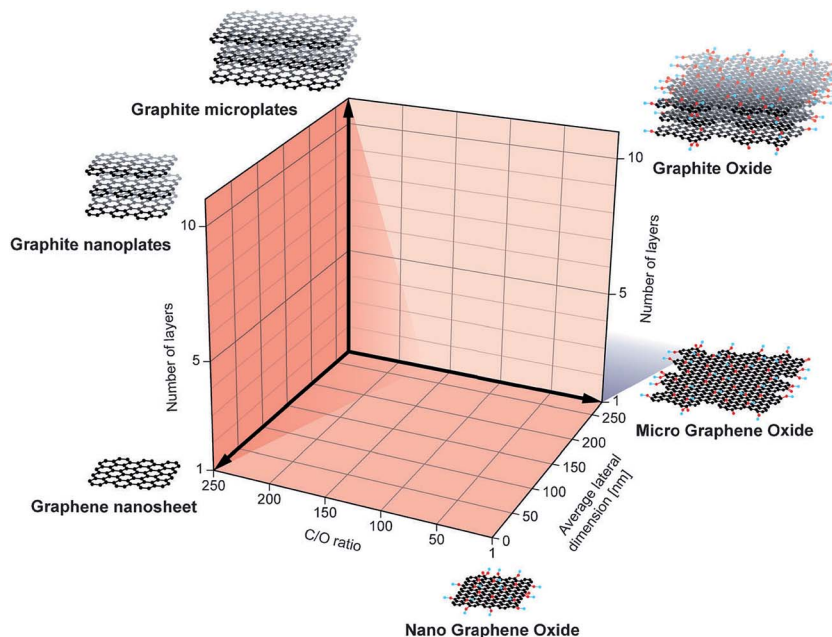 Graphite microplates
Graphite Oxide
Graphite nanoplates
Number of layers
10
5
1
Number of layers
10
5
1
Micro Graphene Oxide
Graphene nanosheet
250
200
150
100
50
1
C/O ratio
250
200
150
100
50
0
Average lateral
dimension [nm]
Nano Graphene Oxide